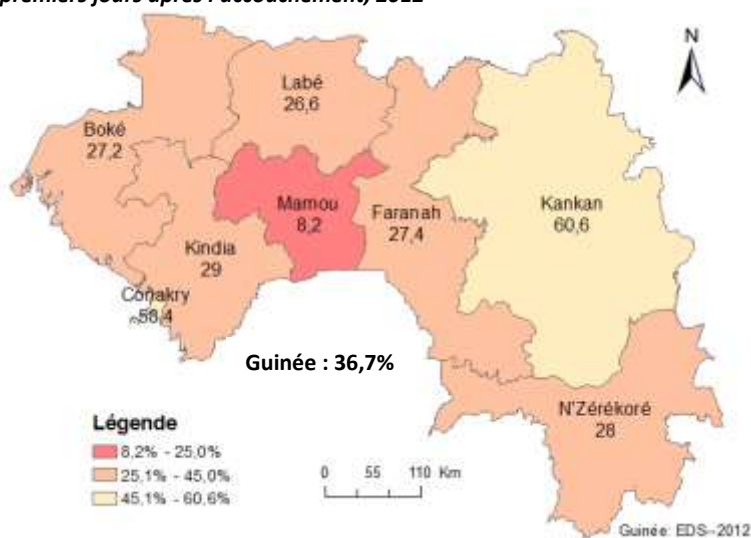 premiers jours après l'accouchement, 2012
N
Labé
26,6
Boké
27,2
Mamou
8,2
Faranah
27,4
Kankan
60,6
Kindia
29
Conakry
58,4
Guinée : 36,7%
N'Zérékoré
28
Légende
8,2% - 25,0%
25,1% - 45,0%
45,1% - 60,6%
0 55 110 Km
Guinée: EDS-2012